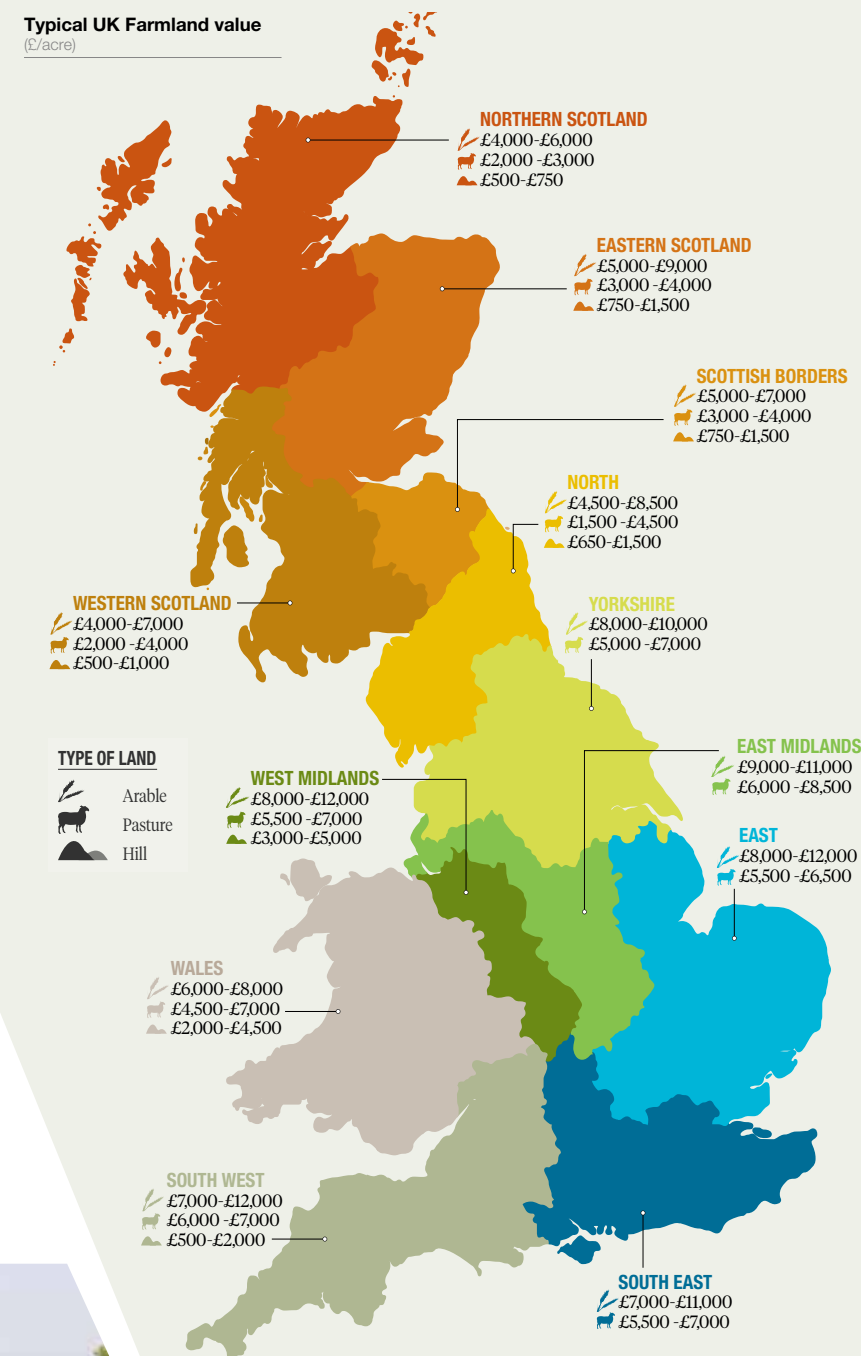 Typical UK Farmland value
(£/acre)
NORTHERN SCOTLAND
£4,000-£6,000
£2,000 -£3,000
£500-£750
EASTERN SCOTLAND
£5,000-£9,000
£3,000 -£4,000
£750-£1,500
SCOTTISH BORDERS
£5,000-£7,000
£3,000 -£4,000
£750-£1,500
NORTH
£4,500-£8,500
£1,500 -£4,500
£650-£1,500
WESTERN SCOTLAND
£4,000-£7,000
£2,000 -£4,000
£500-£1,000
YORKSHIRE
£8,000-£10,000
£5,000 -£7,000
TYPE OF LAND
Arable
Pasture
Hill
WEST MIDLANDS
£8,000-£12,000
£5,500 -£7,000
£3,000-£5,000
EAST MIDLANDS
£9,000-£11,000
£6,000 -£8,500
EAST
£8,000-£12,000
£5,500 -£6,500
WALES
£6,000-£8,000
£4,500-£7,000
£2,000-£4,500
SOUTH WEST
£7,000-£12,000
£6,000 -£7,000
£500-£2,000
SOUTH EAST
£7,000-£11,000
£5,500 -£7,000